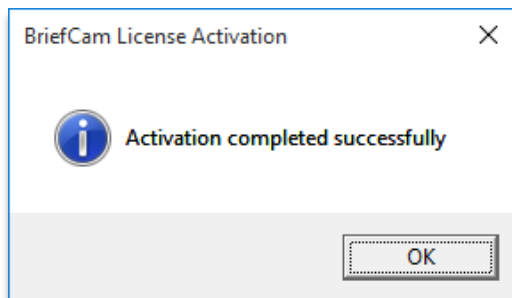 BriefCam License Activation
Activation completed successfully
OK